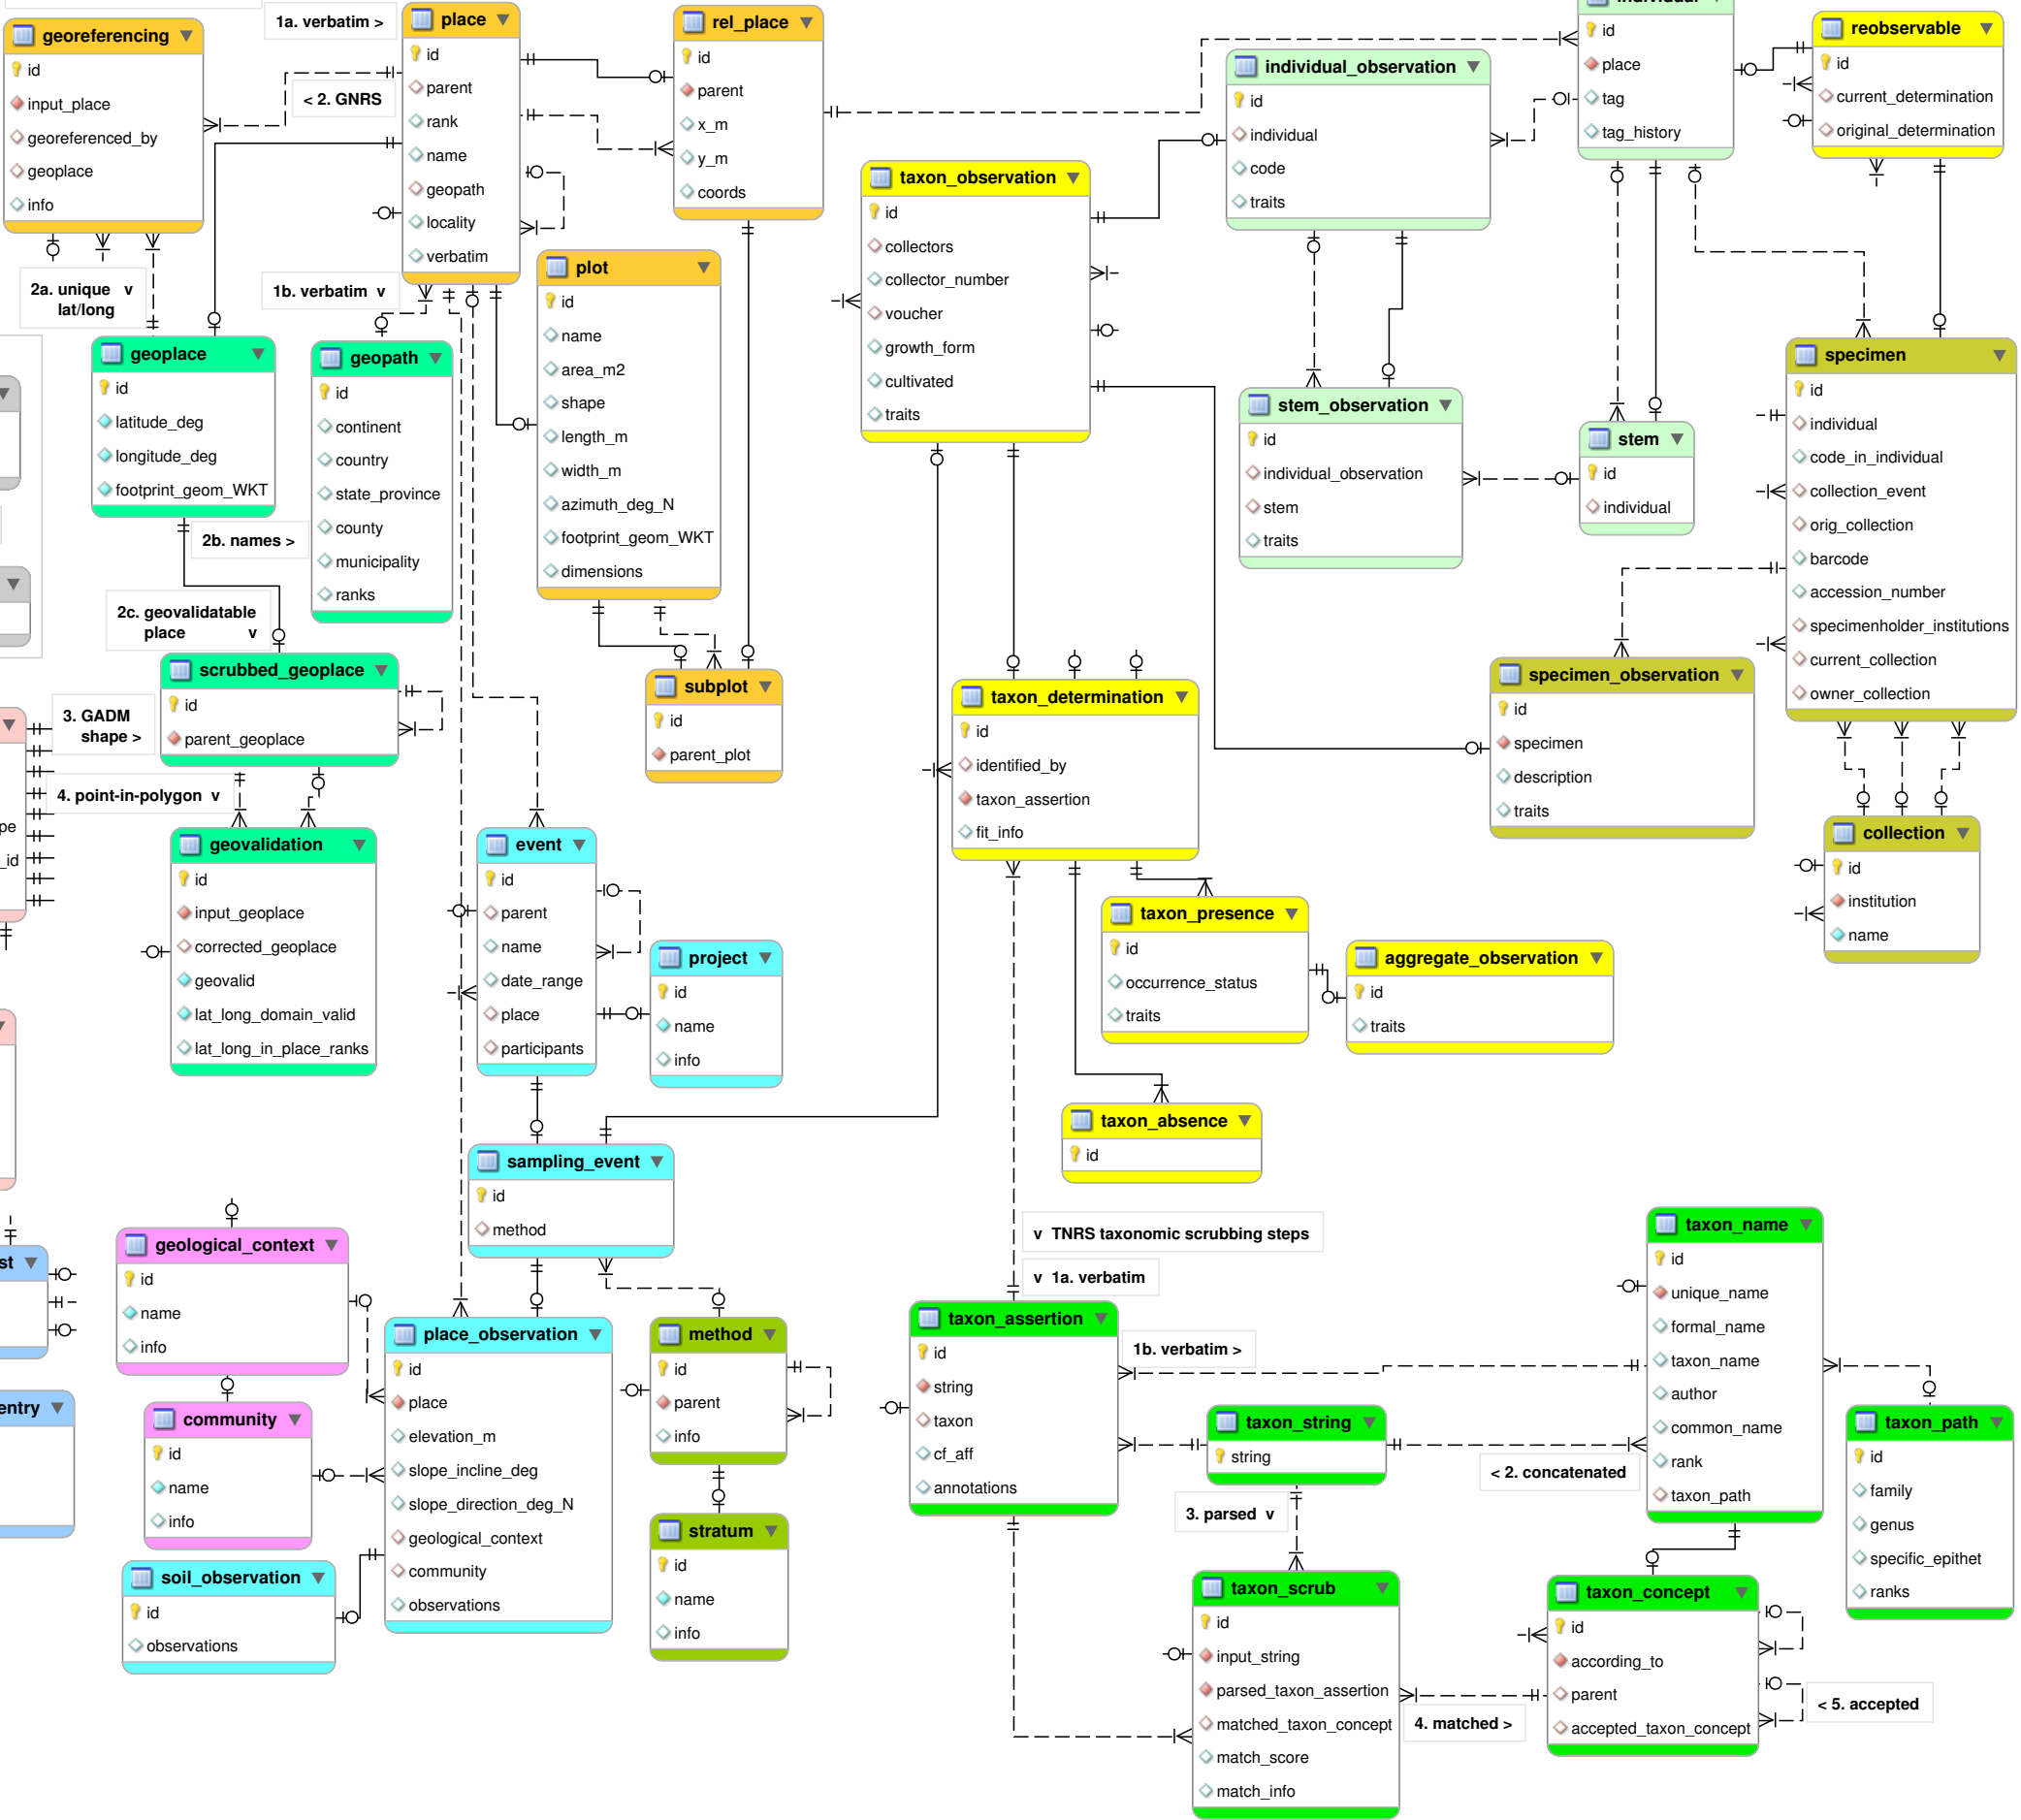 georeferencing
id
input_place
georeferenced_by
geoplace
info
1a. verbatim >
< 2. GNRS
place
id
parent
rank
name
geopath
locality
verbatim
rel_place
id
parent
x_m
y_m
coords
individual_observation
id
individual
code
traits
individual
id
place
tag
tag_history
reobservable
id
current_determination
original_determination
taxon_observation
id
collectors
collector_number
voucher
growth_form
cultivated
traits
2a. unique v
lat/long
1b. verbatim v
plot
id
name
area_m2
shape
length_m
width_m
azimuth_deg_N
footprint_geom_WKT
dimensions
geoplace
id
latitude_deg
longitude_deg
footprint_geom_WKT
geopath
id
continent
country
state_province
county
municipality
ranks
stem_observation
id
individual_observation
stem
traits
stem
id
individual
specimen
id
individual
code_in_individual
collection_event
orig_collection
barcode
accession_number
specimenholder_institutions
current_collection
owner_collection
2b. names >
2c. geovalidatable
place v
scrubbed_geoplace
id
parent_geoplace
3. GADM
shape >
4. point-in-polygon v
pe
_id
subplot
id
parent_plot
taxon_determination
id
identified_by
taxon_assertion
fit_info
specimen_observation
id
specimen
description
traits
collection
id
institution
name
geovalidation
id
input_geoplace
corrected_geoplace
geovalid
lat_long_domain_valid
lat_long_in_place_ranks
event
id
parent
name
date_range
place
participants
project
id
name
info
taxon_presence
id
occurrence_status
traits
aggregate_observation
id
traits
taxon_absence
id
sampling_event
id
method
v TNRS taxonomic scrubbing steps
v 1a. verbatim
st
entry
geological_context
id
name
info
community
id
name
info
soil_observation
id
observations
place_observation
id
place
elevation_m
slope_incline_deg
slope_direction_deg_N
geological_context
community
observations
method
id
parent
info
stratum
id
name
info
taxon_assertion
id
string
taxon
cf_aff
annotations
1b. verbatim >
taxon_string
string
< 2. concatenated
3. parsed v
taxon_name
id
unique_name
formal_name
taxon_name
author
common_name
rank
taxon_path
taxon_path
id
family
genus
specific_epithet
ranks
taxon_scrub
id
input_string
parsed_taxon_assertion
matched_taxon_concept
match_score
match_info
4. matched >
taxon_concept
id
according_to
parent
accepted_taxon_concept
< 5. accepted